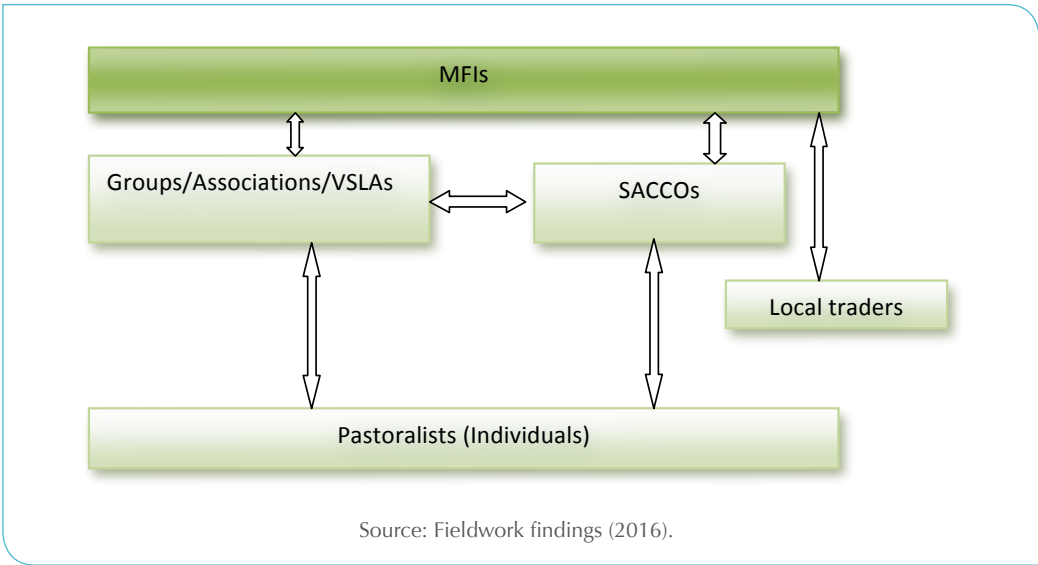 MFIs
Groups/Associations/VSLAs
SACCOs
Local traders
Pastoralists (Individuals)
Source: Fieldwork findings (2016).